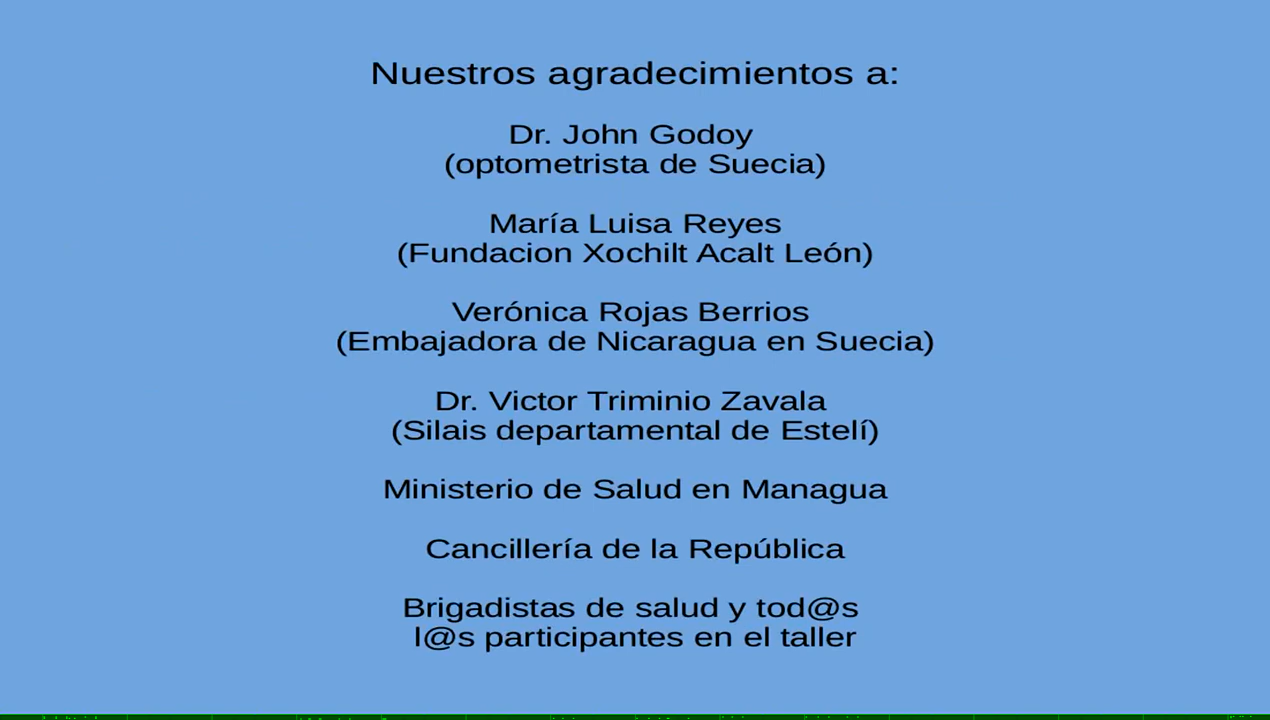 Nuestros agradecimientos a:
Dr. John Godoy
(optometrista de Suecia)
María Luisa Reyes
(Fundacion Xochilt Acalt León)
Verónica Rojas Berrios
(Embajadora de Nicaragua en Suecia)
Dr. Victor Triminio Zavala
(Silais departamental de Estelí)
Ministerio de Salud en Managua
Cancillería de la República
Brigadistas de salud y tod@s
l@s participantes en el taller